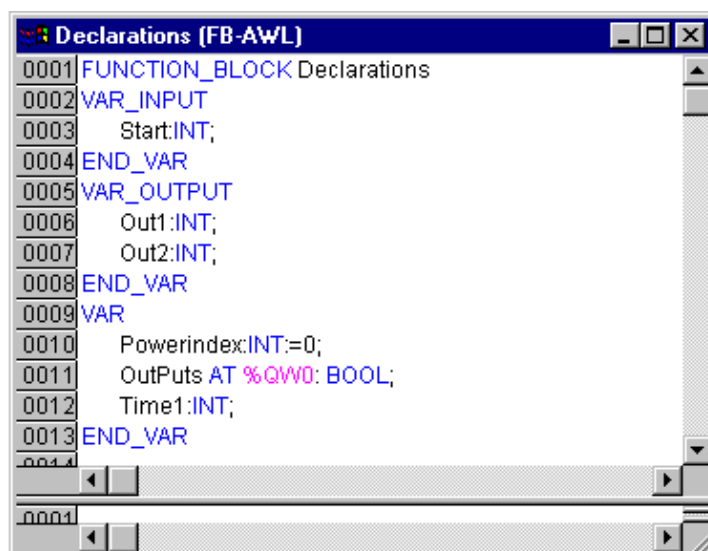 Declarations (FB-AWL)
0001 FUNCTION_BLOCK Declarations
0002 VAR_INPUT
0003 Start:INT;
0004 END_VAR
0005 VAR_OUTPUT
0006 Out1:INT;
0007 Out2:INT;
0008 END_VAR
0009 VAR
0010 Powerindex:INT:=0;
0011 OutPuts AT %QW0: BOOL;
0012 Time1:INT;
0013 END_VAR
0014
0001